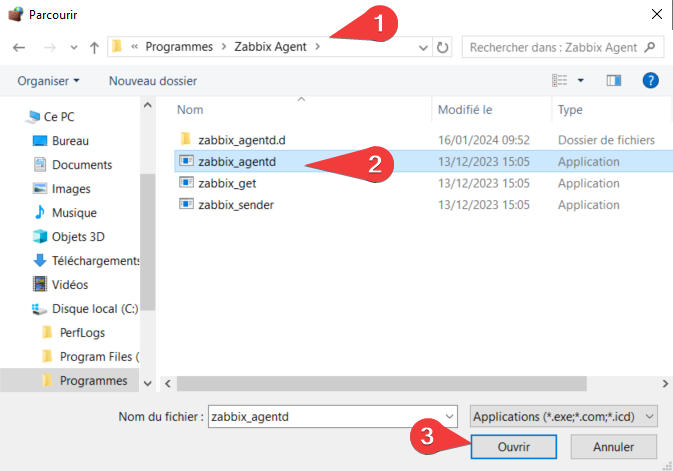 Parcourir
1
« Programmes > Zabbix Agent >
Rechercher dans : Zabbix Agent
Organiser
Nouveau dossier
?
Ce PC
Bureau
Documents
Images
Musique
Objets 3D
Téléchargements
Vidéos
Disque local (C:)
PerfLogs
Program Files (
Programmes
Nom Modifié le Type
zabbix_agentd.d 16/01/2024 09:52 Dossier de fichiers
zabbix_agentd 13/12/2023 15:05 Application
2
zabbix_get 13/12/2023 15:05 Application
zabbix_sender 13/12/2023 15:05 Application
Nom du fichier : zabbix_agentd
Applications (*.exe;*.com;*.icd)
3
Ouvrir
Annuler